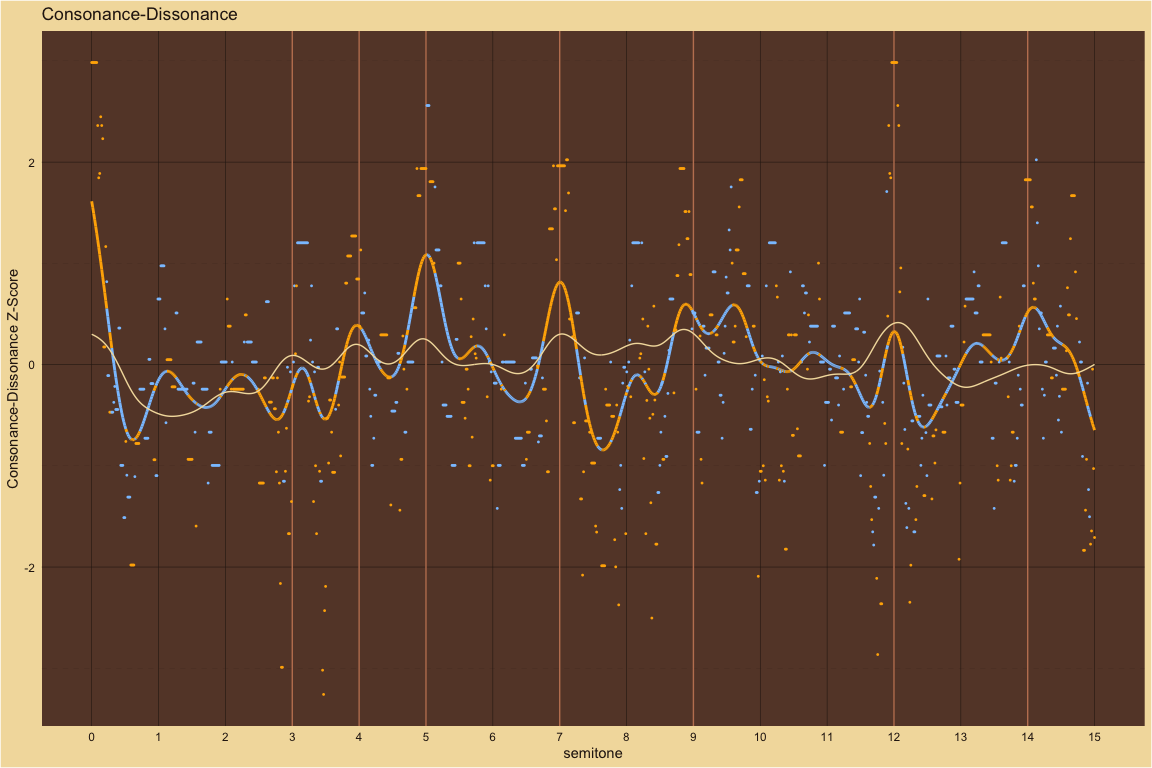 Consonance-Dissonance
Consonance-Dissonance Z-Score
2
0
-2
0 1 2 3 4 5 6 7 8 9 10 11 12 13 14 15
semitone